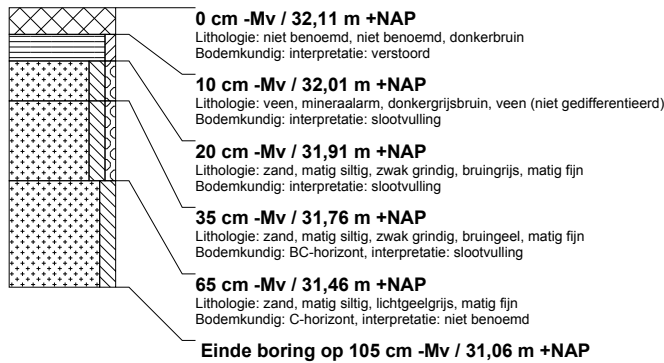 0 cm -Mv / 32,11 m +NAP
Lithologie: niet benoemd, niet benoemd, donkerbruin
Bodemkundig: interpretatie: verstoord
10 cm -Mv / 32,01 m +NAP
Lithologie: veen, mineraalarm, donkergrijsbruin, veen (niet gedifferentieerd)
Bodemkundig: interpretatie: slootvulling
20 cm -Mv / 31,91 m +NAP
Lithologie: zand, matig siltig, zwak grindig, bruingrijs, matig fijn
Bodemkundig: interpretatie: slootvulling
35 cm -Mv / 31,76 m +NAP
Lithologie: zand, matig siltig, zwak grindig, bruingeel, matig fijn
Bodemkundig: BC-horizont, interpretatie: slootvulling
65 cm -Mv / 31,46 m +NAP
Lithologie: zand, matig siltig, lichtgeelgrijs, matig fijn
Bodemkundig: C-horizont, interpretatie: niet benoemd
Einde boring op 105 cm -Mv / 31,06 m +NAP